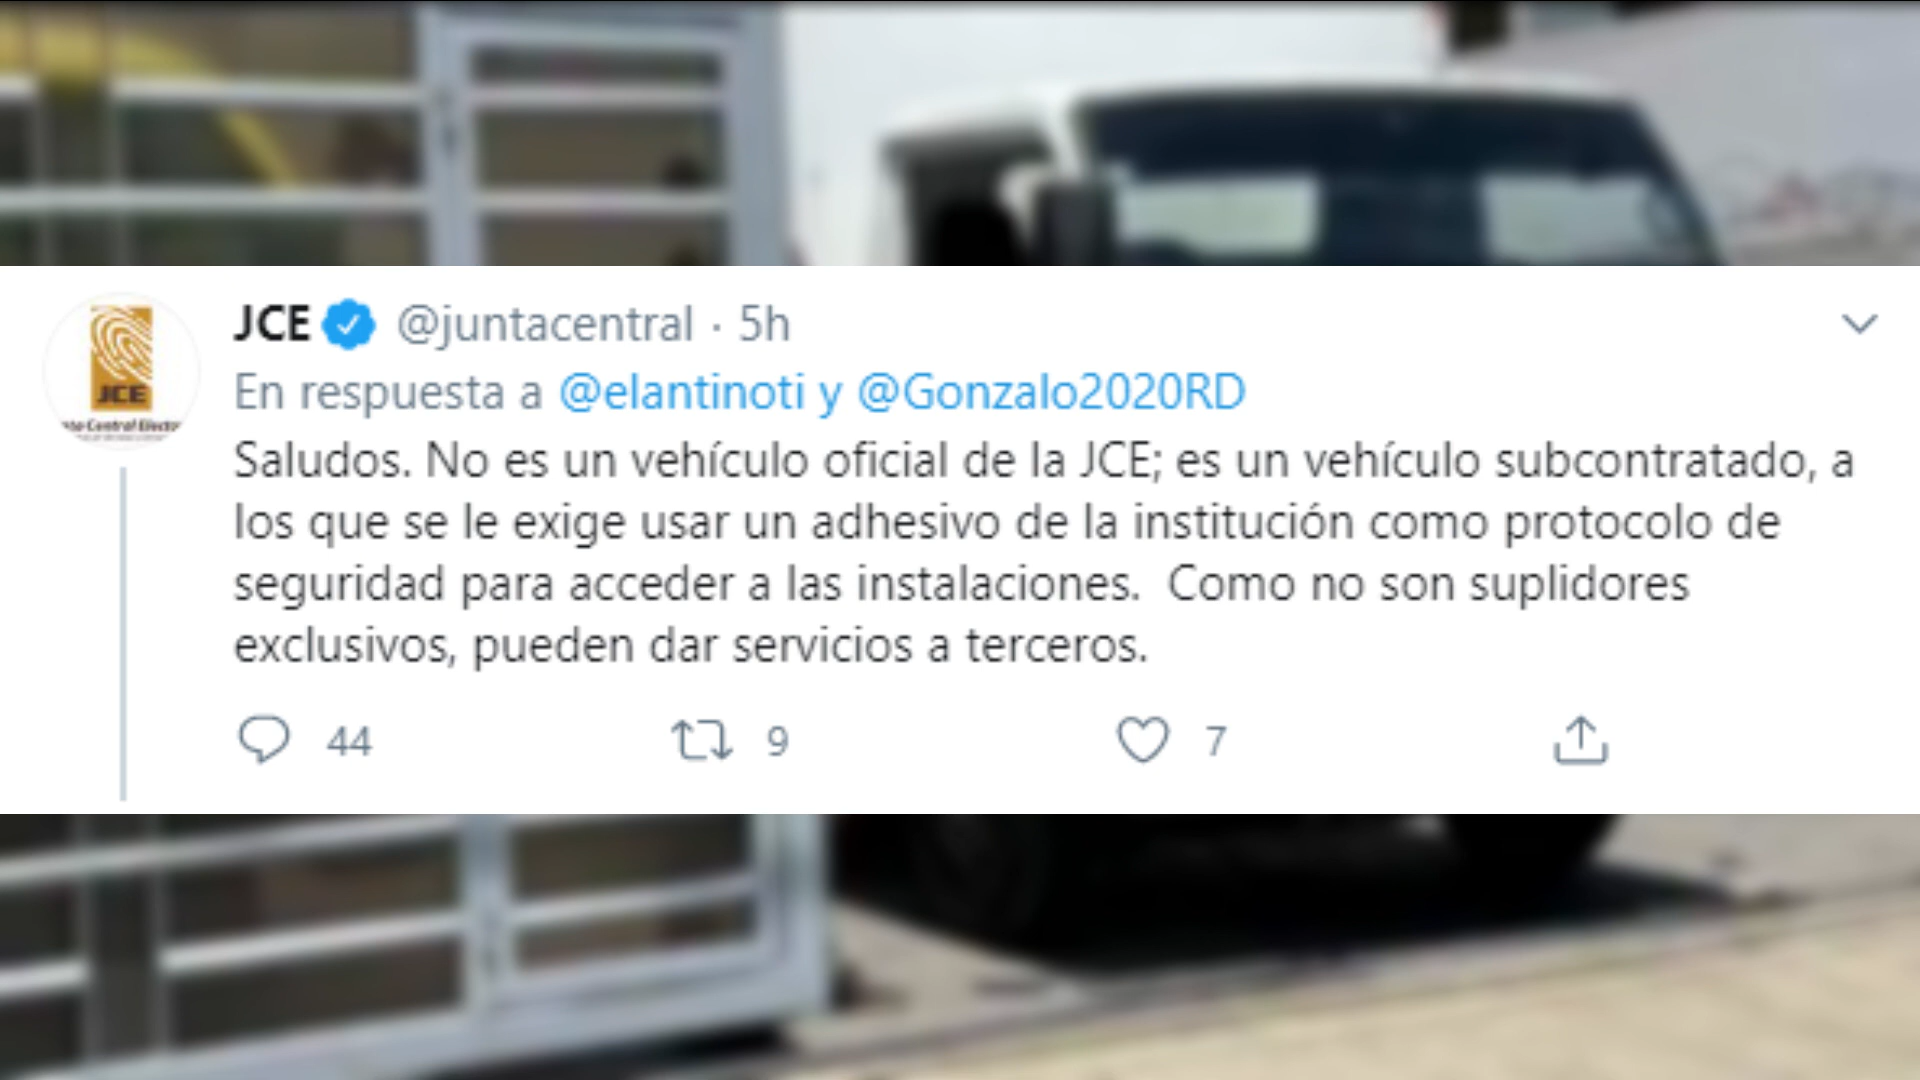 JCE @juntacentral · 5h
En respuesta a @elantinoti y @Gonzalo2020RD
Saludos. No es un vehículo oficial de la JCE; es un vehículo subcontratado, a
los que se le exige usar un adhesivo de la institución como protocolo de
seguridad para acceder a las instalaciones.  Como no son suplidores
exclusivos, pueden dar servicios a terceros.
44 9 7
JCE
Central